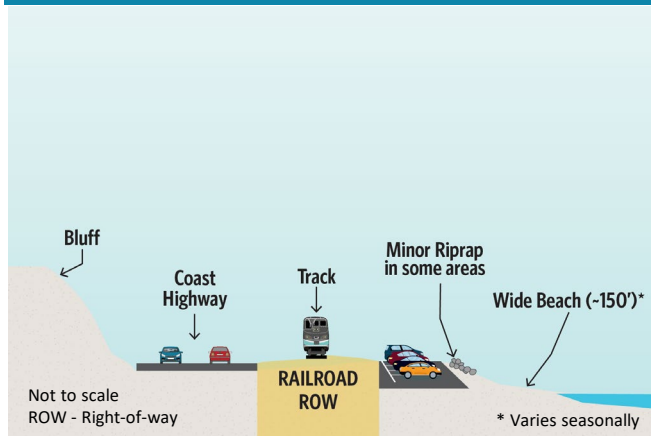 Bluff
Coast
Highway
Track
Minor Riprap
in some areas
Wide Beach (~150')*
RAILROAD
ROW
Not to scale
ROW - Right-of-way
* Varies seasonally